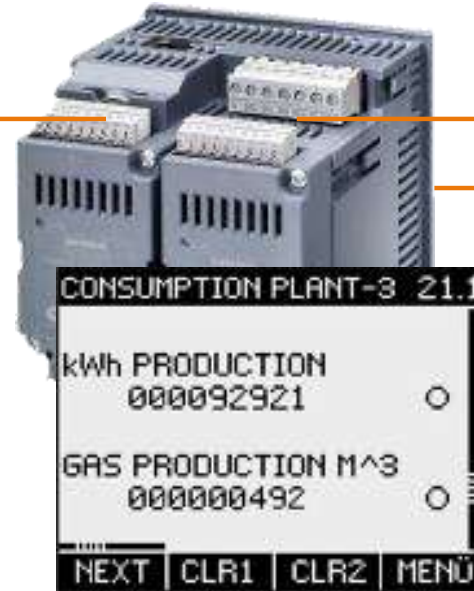 CONSUMPTION PLANT-3 21.1
kWh PRODUCTION
000092921
GAS PRODUCTION M^3
000000492
NEXT CLR1 CLR2 MENÜ